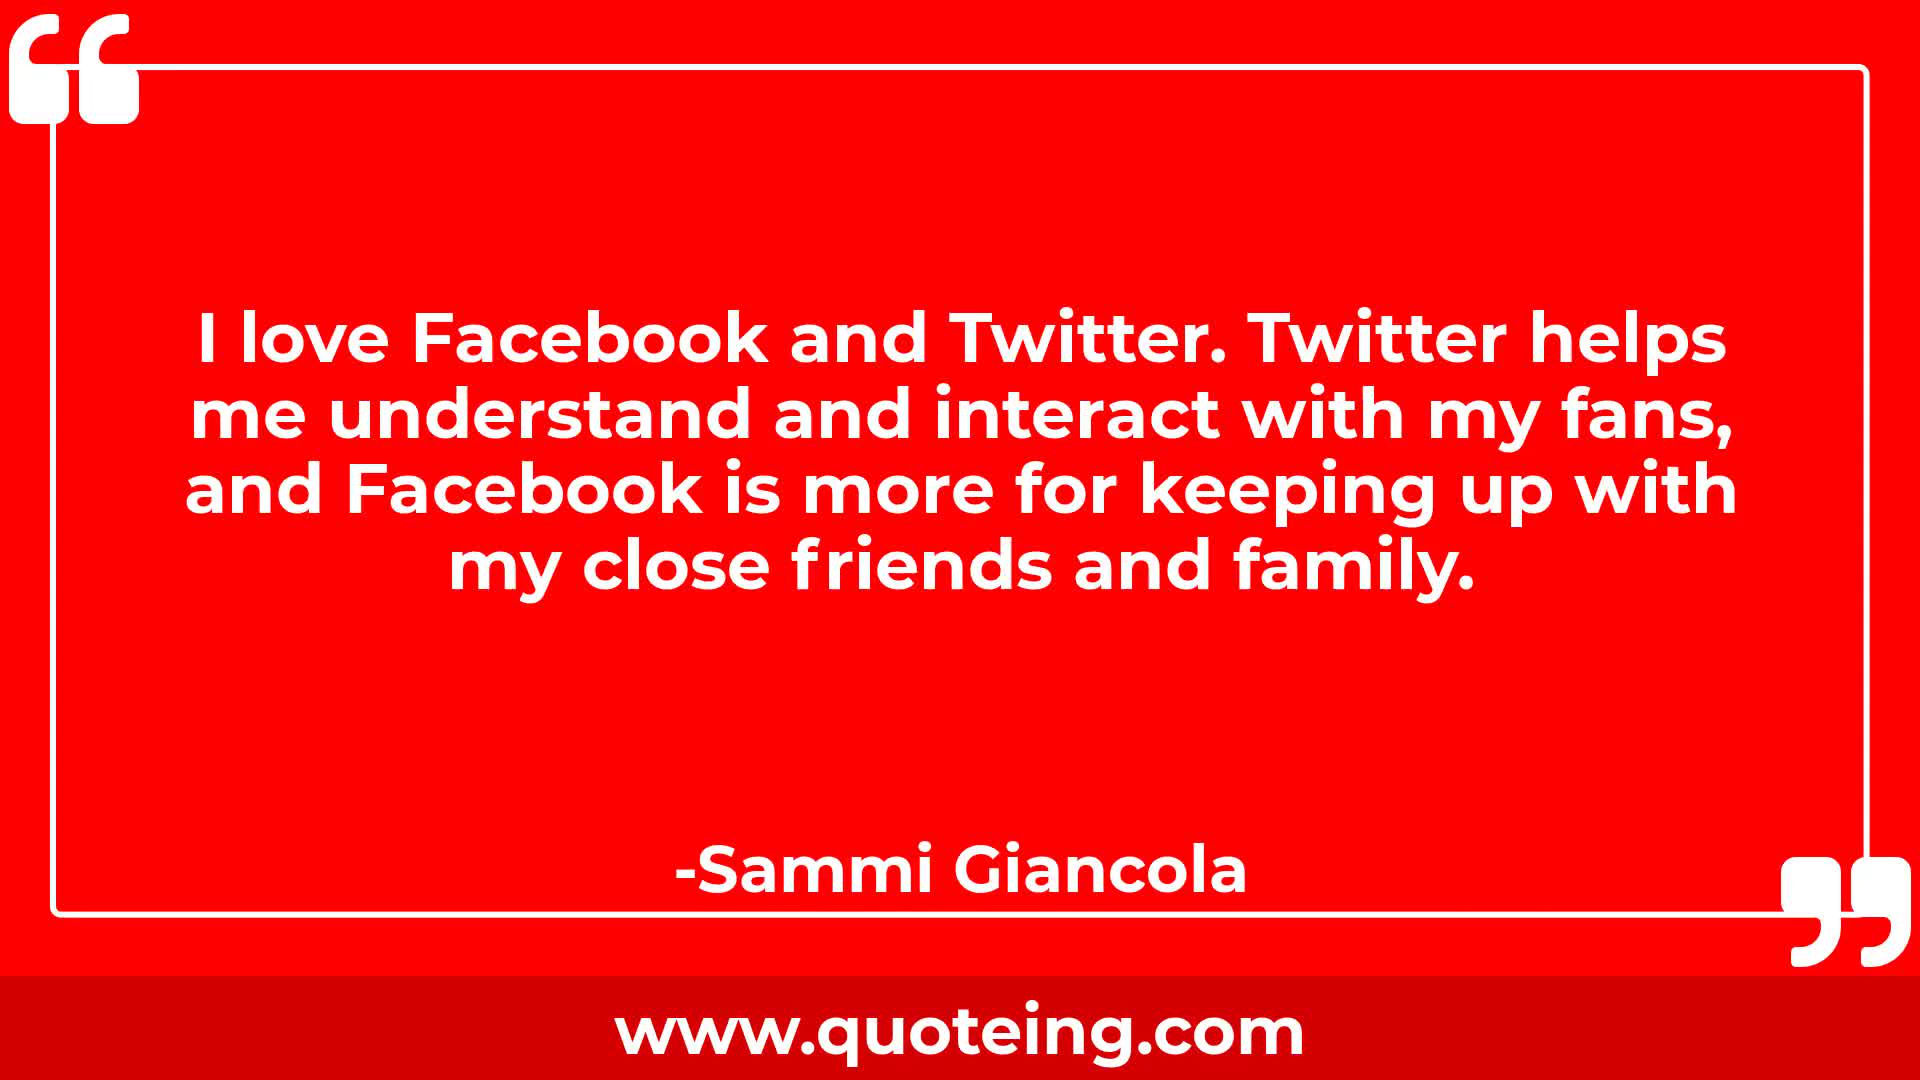 I love Facebook and Twitter. Twitter helps
me understand and interact with my fans,
and Facebook is more for keeping up with
my close friends and family.
-Sammi Giancola
www.quoteing.com